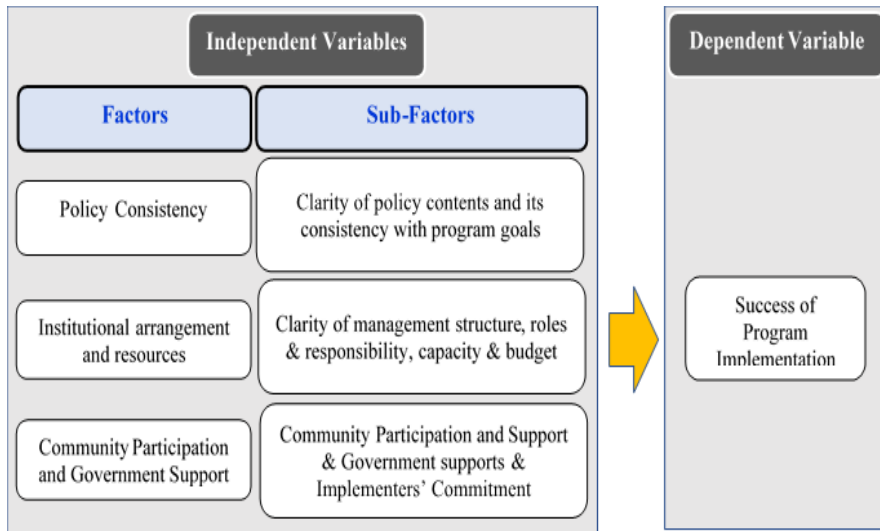 Independent Variables
Factors
Sub-Factors
Policy Consistency
Clarity of policy contents and its
consistency with program goals
Institutional arrangement
and resources
Clarity of management structure, roles
& responsibility, capacity & budget
Community Participation
and Government Support
Community Participation and Support
& Government supports &
Implementers’ Commitment
Dependent Variable
Success of
Program
Implementation